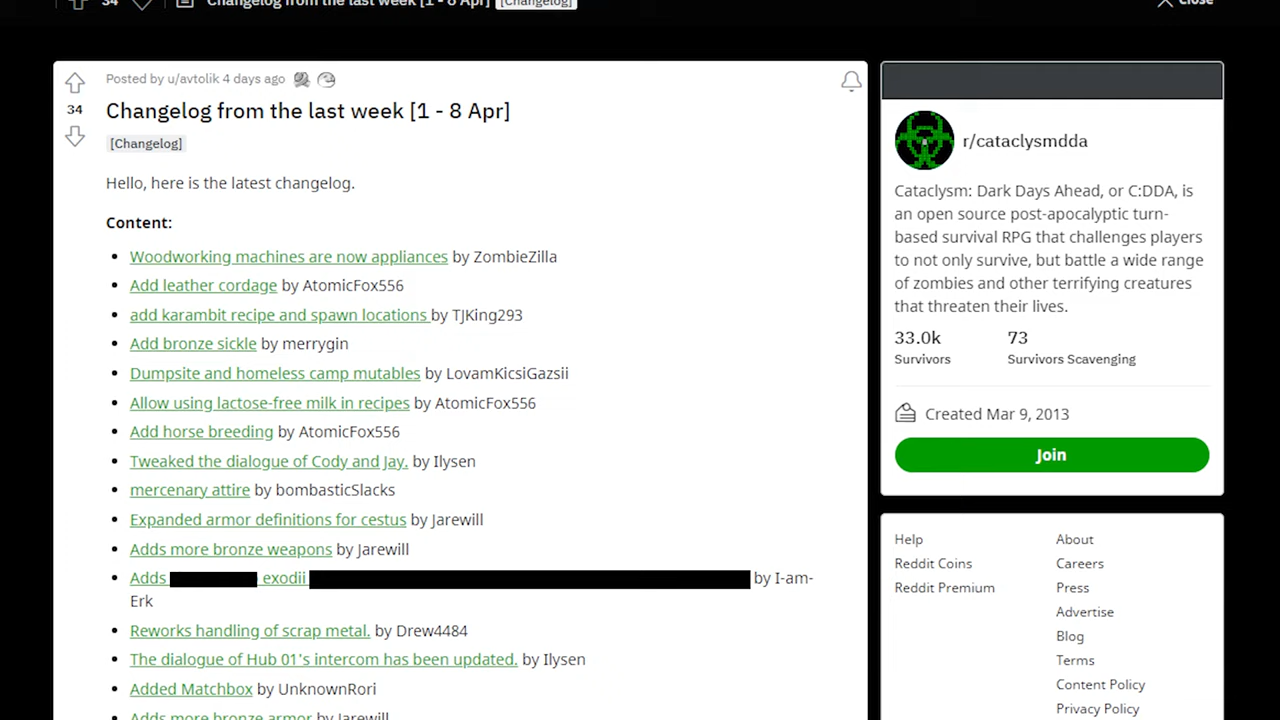 34
Changelog from the last week [1 - 8 Apr] [Changelog]
Close
Posted by u/avtolik 4 days ago
34
Changelog from the last week [1 - 8 Apr]
[Changelog]
Hello, here is the latest changelog.
Content:
• Woodworking machines are now appliances by ZombieZilla
• Add leather cordage by AtomicFox556
• add karambit recipe and spawn locations by TJKing293
• Add bronze sickle by merrygin
• Dumpsite and homeless camp mutables by LovamKicsiGazsii
• Allow using lactose-free milk in recipes by AtomicFox556
• Add horse breeding by AtomicFox556
• Tweaked the dialogue of Cody and Jay. by Ilysen
• mercenary attire by bombasticSlacks
• Expanded armor definitions for cestus by Jarewill
• Adds more bronze weapons by Jarewill
• Adds exodii by I-am-
Erk
• Reworks handling of scrap metal. by Drew4484
• The dialogue of Hub 01's intercom has been updated. by Ilysen
• Added Matchbox by UnknownRori
• Adds more bronze armor by Jarewill
r/cataclysmdda
Cataclysm: Dark Days Ahead, or C:DDA, is
an open source post-apocalyptic turn-
based survival RPG that challenges players
to not only survive, but battle a wide range
of zombies and other terrifying creatures
that threaten their lives.
33.0k 73
Survivors Survivors Scavenging
Created Mar 9, 2013
Join
Help About
Reddit Coins Careers
Reddit Premium Press
Advertise
Blog
Terms
Content Policy
Privacy Policy